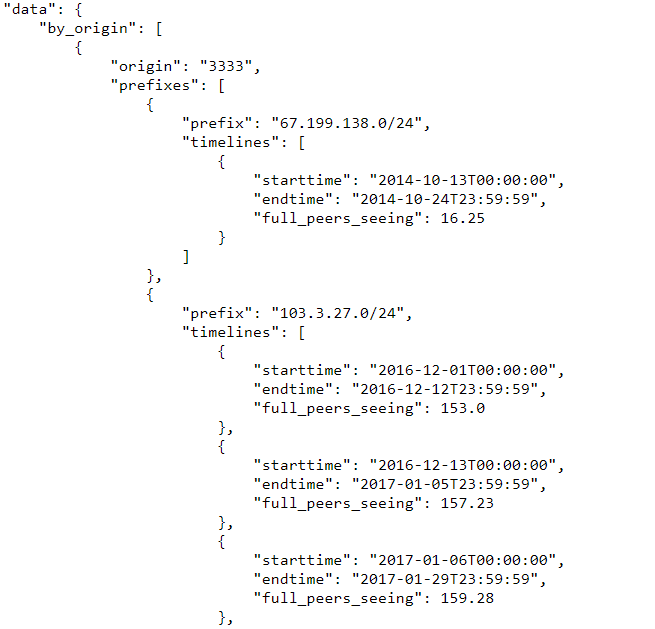 "data": {
    "by_origin": [
        {
            "origin": "3333",
            "prefixes": [
                {
                    "prefix": "67.199.138.0/24",
                    "timelines": [
                        {
                            "starttime": "2014-10-13T00:00:00",
                            "endtime": "2014-10-24T23:59:59",
                            "full_peers_seeing": 16.25
                        }
                    ]
                },
                {
                    "prefix": "103.3.27.0/24",
                    "timelines": [
                        {
                            "starttime": "2016-12-01T00:00:00",
                            "endtime": "2016-12-12T23:59:59",
                            "full_peers_seeing": 153.0
                        },
                        {
                            "starttime": "2016-12-13T00:00:00",
                            "endtime": "2017-01-05T23:59:59",
                            "full_peers_seeing": 157.23
                        },
                        {
                            "starttime": "2017-01-06T00:00:00",
                            "endtime": "2017-01-29T23:59:59",
                            "full_peers_seeing": 159.28
                        },